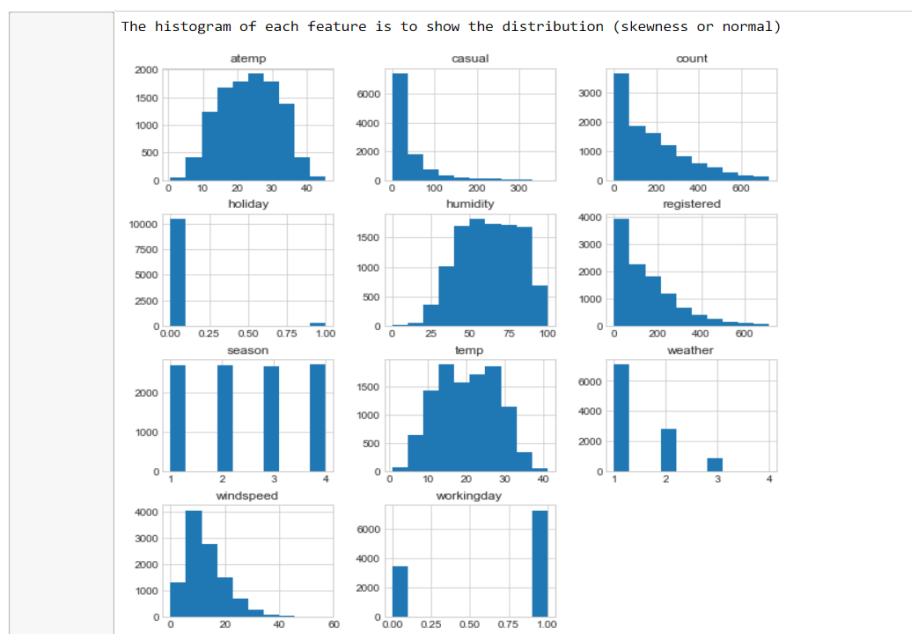 The histogram of each feature is to show the distribution (skewness or normal)
atemp casual count
2000
1500
1000
500
0
0 10 20 30 40
6000
4000
2000
0
0 100 200 300
3000
2000
1000
0
0 200 400 600
holiday humidity registered
10000
7500
5000
2500
0
0.00 0.25 0.50 0.75 1.00
1500
1000
500
0
0 25 50 75 100
4000
3000
2000
1000
0
0 200 400 600
season temp weather
2000
1000
0
1 2 3 4
1500
1000
500
0
0 10 20 30 40
6000
4000
2000
0
1 2 3 4
windspeed workingday
4000
3000
2000
1000
0
0 20 40 60
6000
4000
2000
0
0.00 0.25 0.50 0.75 1.00